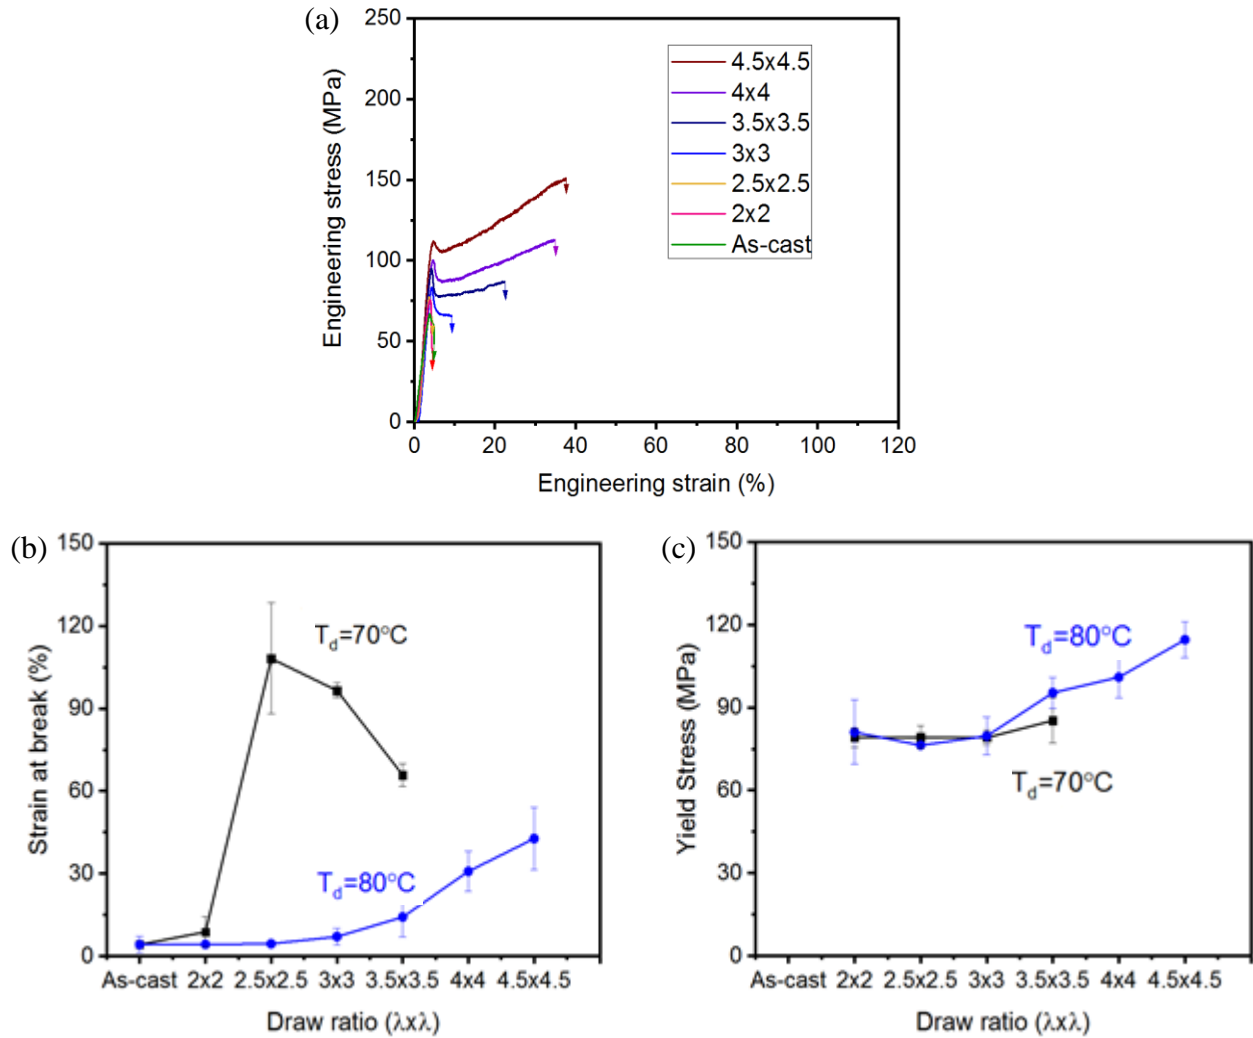 (a)
250
200
150
100
50
0
Engineering stress (MPa)
4.5x4.5
4x4
3.5x3.5
3x3
2.5x2.5
2x2
As-cast
0 20 40 60 80 100 120
Engineering strain (%)
(b)
150
120
90
60
30
0
Strain at break (%)
T_d=70°C
T_d=80°C
As-cast 2x2 2.5x2.5 3x3 3.5x3.5 4x4 4.5x4.5
Draw ratio (λxλ)
(c)
150
120
90
60
30
0
Yield Stress (MPa)
T_d=80°C
T_d=70°C
As-cast 2x2 2.5x2.5 3x3 3.5x3.5 4x4 4.5x4.5
Draw ratio (λxλ)